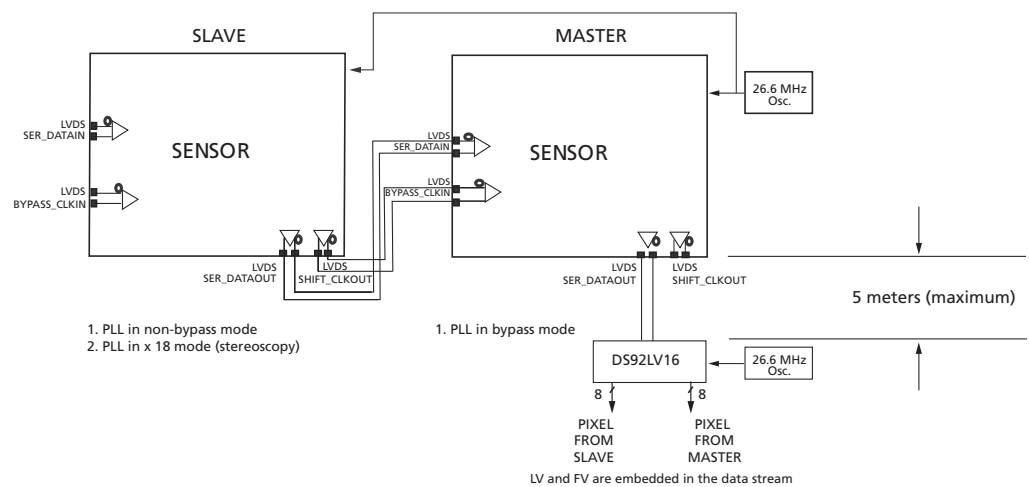 SLAVE
MASTER
26.6 MHz
Osc.
LVDS
SER_DATAIN
SENSOR
LVDS
BYPASS_CLKIN
LVDS
SER_DATAOUT
LVDS
SHIFT_CLKOUT
LVDS
SER_DATAIN
SENSOR
LVDS
BYPASS_CLKIN
LVDS
SER_DATAOUT
LVDS
SHIFT_CLKOUT
5 meters (maximum)
1. PLL in non-bypass mode
2. PLL in x 18 mode (stereoscopy)
1. PLL in bypass mode
DS92LV16
26.6 MHz
Osc.
8
8
PIXEL
FROM
SLAVE
PIXEL
FROM
MASTER
LV and FV are embedded in the data stream